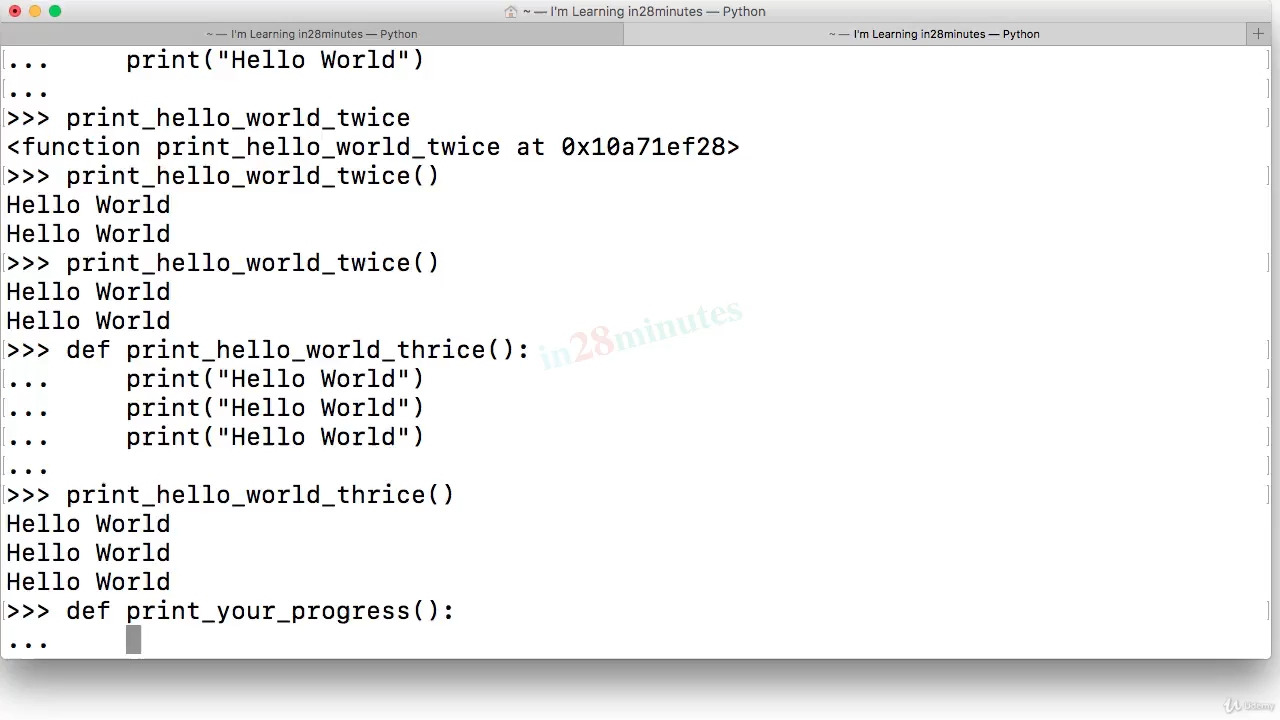 ~ — I'm Learning in28minutes — Python
~ — I'm Learning in28minutes — Python
~ — I'm Learning in28minutes — Python
...     print("Hello World")
...
>>> print_hello_world_twice
<function print_hello_world_twice at 0x10a71ef28>
>>> print_hello_world_twice()
Hello World
Hello World
>>> print_hello_world_twice()
Hello World
Hello World
>>> def print_hello_world_thrice():
...     print("Hello World")
...     print("Hello World")
...     print("Hello World")
...
>>> print_hello_world_thrice()
Hello World
Hello World
Hello World
>>> def print_your_progress():
...
in28minutes
Udemy